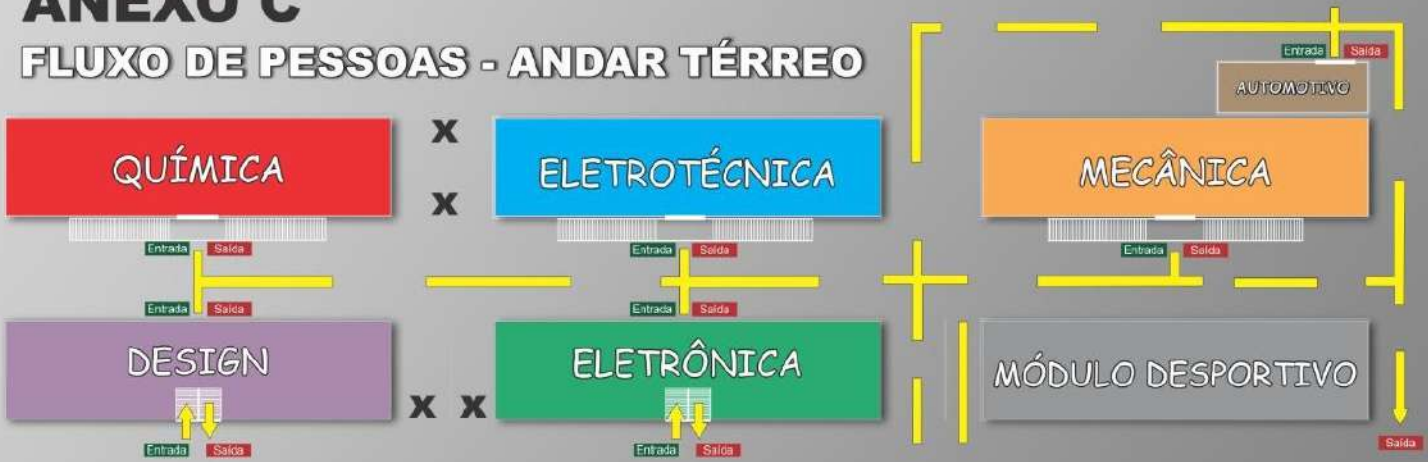 ANEXO C
FLUXO DE PESSOAS - ANDAR TÉRREO
Entrada Saída
AUTOMOTIVO
QUÍMICA
X
X
ELETROTÉCNICA
MECÂNICA
Entrada Saída
Entrada Saída
Entrada Saída
Entrada Saída
Entrada Saída
DESIGN
ELETRÔNICA
MÓDULO DESPORTIVO
X X
Entrada Saída
Entrada Saída
Saída